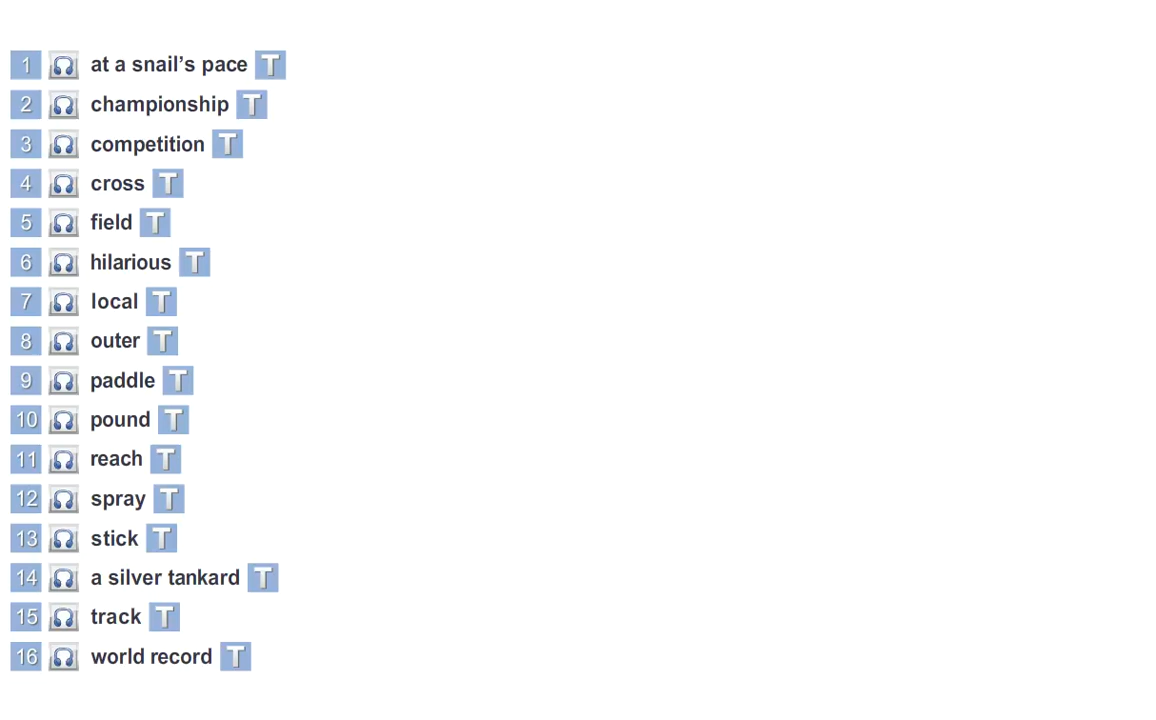 1 at a snail’s pace T
2 championship T
3 competition T
4 cross T
5 field T
6 hilarious T
7 local T
8 outer T
9 paddle T
10 pound T
11 reach T
12 spray T
13 stick T
14 a silver tankard T
15 track T
16 world record T